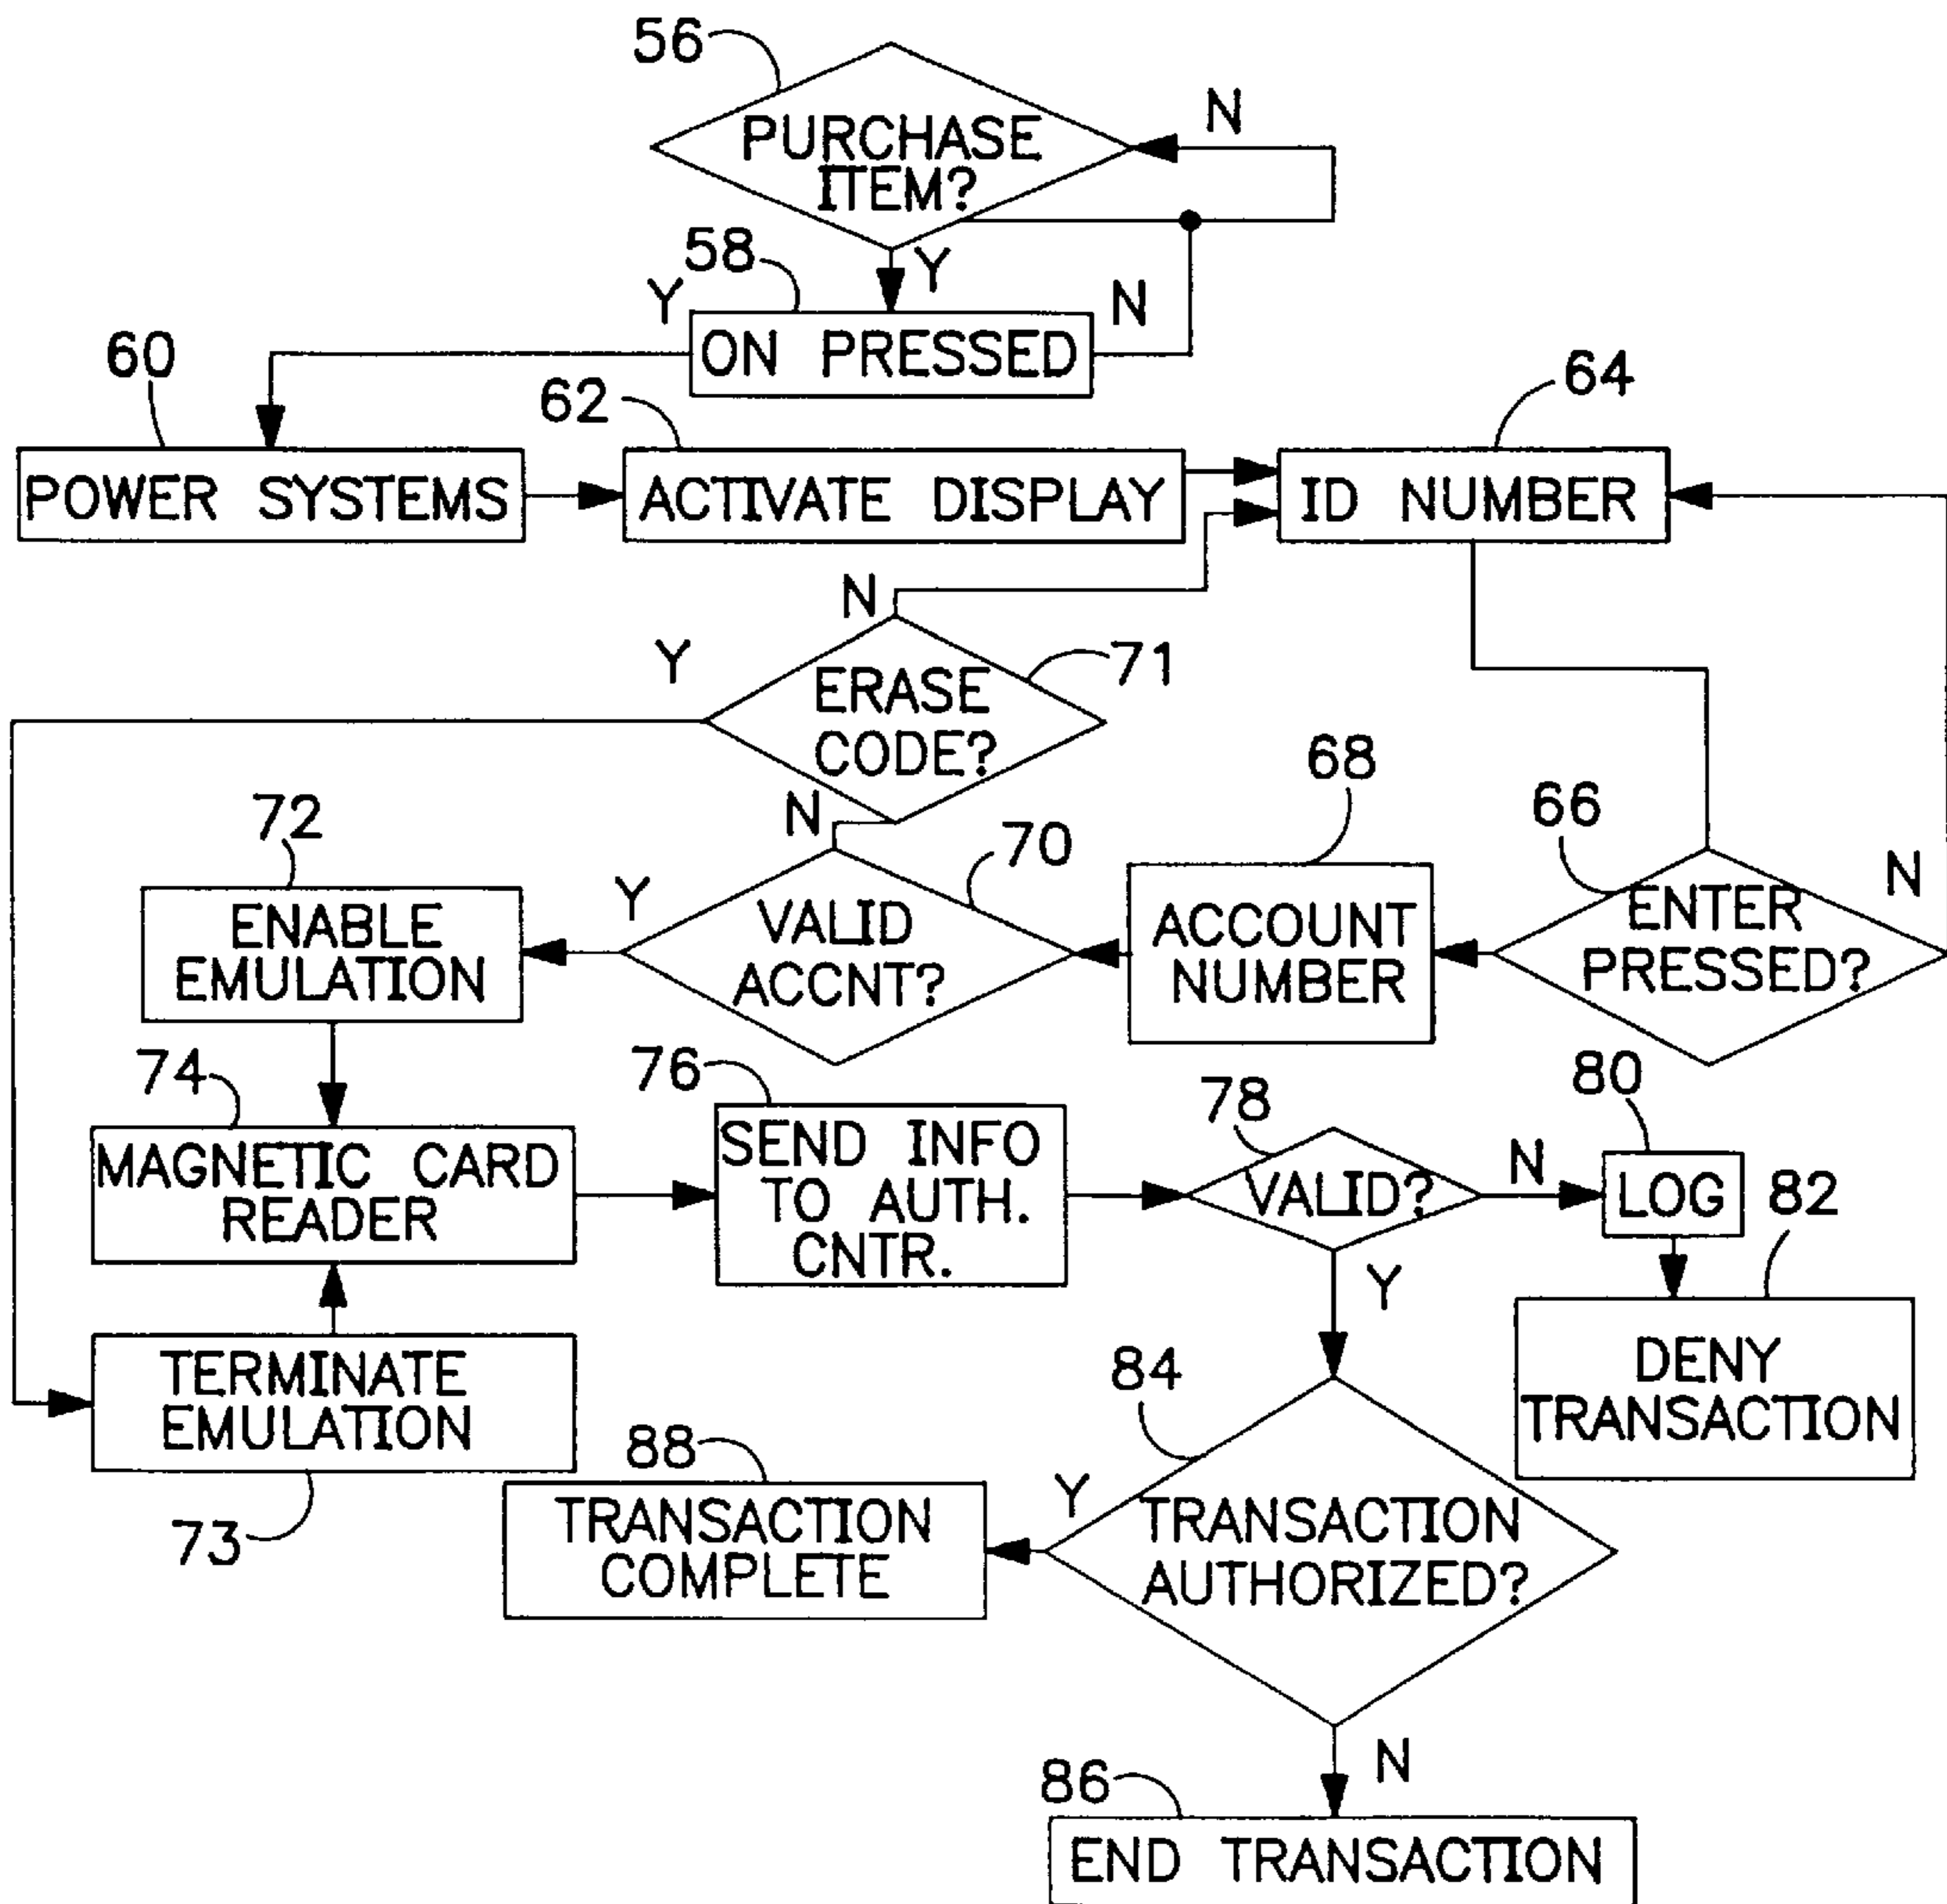 56
PURCHASE
ITEM?
N
Y
58
Y
ON PRESSED
N
60
POWER SYSTEMS
62
ACTIVATE DISPLAY
64
ID NUMBER
N
Y
ERASE
CODE?
71
N
72
ENABLE
EMULATION
Y
VALID
ACCNT?
70
68
ACCOUNT
NUMBER
66
ENTER
PRESSED?
N
74
MAGNETIC CARD
READER
76
SEND INFO
TO AUTH.
CNTR.
78
VALID?
N
Y
80
LOG
82
DENY
TRANSACTION
TERMINATE
EMULATION
73
84
TRANSACTION
AUTHORIZED?
Y
88
TRANSACTION
COMPLETE
N
86
END TRANSACTION